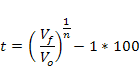 t = (V_f / V_o)^(1/n) − 1 * 100